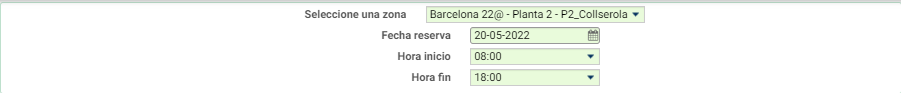 Seleccione una zona Barcelona 22@ - Planta 2 - P2_Collserola
Fecha reserva 20-05-2022
Hora inicio 08:00
Hora fin 18:00